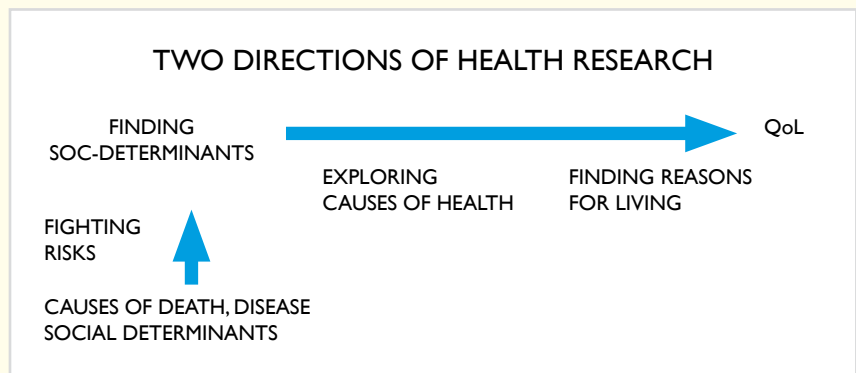 TWO DIRECTIONS OF HEALTH RESEARCH
FINDING
SOC-DETERMINANTS
QoL
EXPLORING
CAUSES OF HEALTH
FINDING REASONS
FOR LIVING
FIGHTING
RISKS
CAUSES OF DEATH, DISEASE
SOCIAL DETERMINANTS